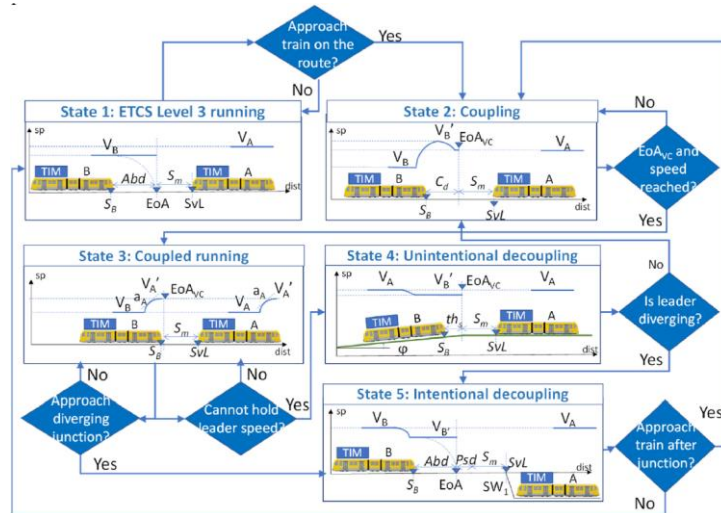 Approach
train on the
route?
Yes
No
State 1: ETCS Level 3 running
sp
V_B
V_A
TIM
B
Abd
S_m
TIM
A
dist
S_B
EoA
SvL
State 2: Coupling
sp
V_B'
EoA_VC
V_A
V_B
TIM
B
C_d
S_m
TIM
A
S_B
SvL
dist
No
EoA_VC and
speed
reached?
Yes
State 3: Coupled running
sp
V_A'
EoA_VC
V_A'
a_A
a_A
V_B
V_A
TIM
B
S_m
TIM
A
S_B
SvL
dist
State 4: Unintentional decoupling
sp
V_A
V_B'
EoA_VC
V_A
TIM
B
S_m
TIM
A
S_B
SvL
φ
dist
No
Is leader
diverging?
Yes
No
No
Approach
diverging
junction?
Cannot hold
leader speed?
Yes
Yes
State 5: Intentional decoupling
sp
V_B
V_B'
V_A
TIM
B
Abd
Psd
S_m
SvL
S_B
EoA
SW_1
TIM
A
dist
Approach
train after
junction?
Yes
No